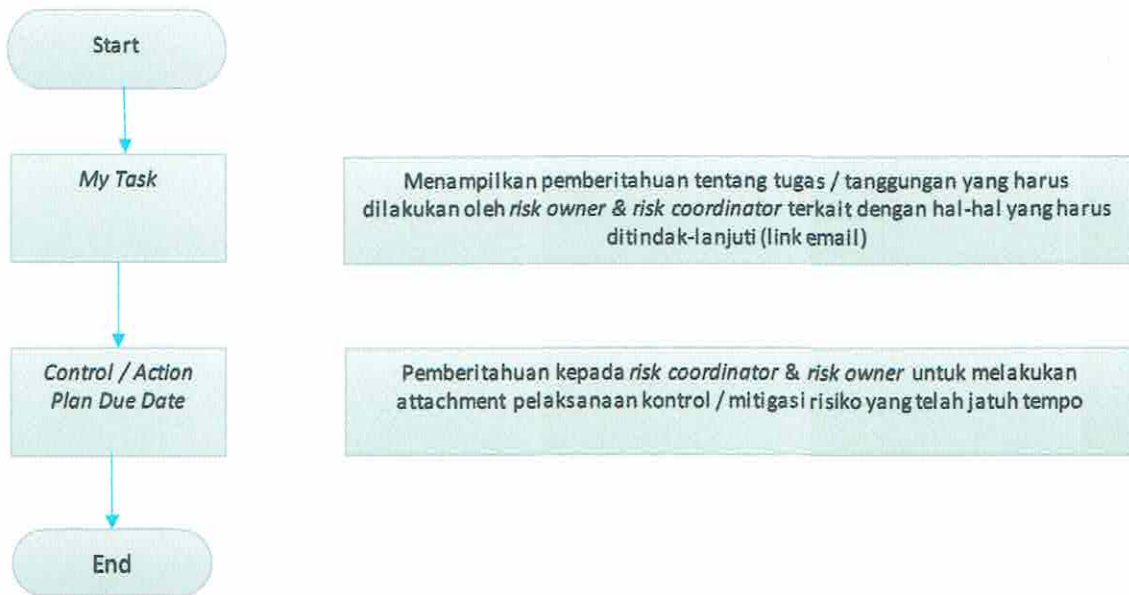 Start
My Task
Menampilkan pemberitahuan tentang tugas / tanggungan yang harus
dilakukan oleh risk owner & risk coordinator terkait dengan hal-hal yang harus
ditindak-lanjuti (link email)
Control / Action
Plan Due Date
Pemberitahuan kepada risk coordinator & risk owner untuk melakukan
attachment pelaksanaan kontrol / mitigasi risiko yang telah jatuh tempo
End